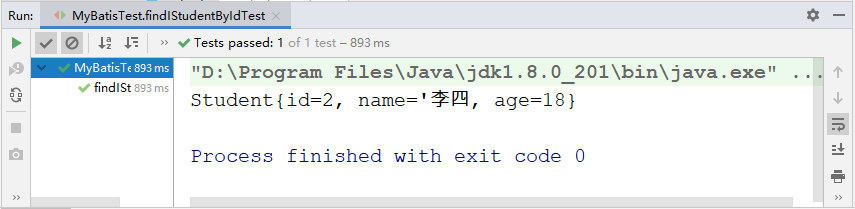 Run: MyBatisTest.findIStudentByIdTest ×
» Tests passed: 1 of 1 test – 893 ms
MyBatisTe 893 ms
findISt 893 ms
"D:\Program Files\Java\jdk1.8.0_201\bin\java.exe" ...
Student{id=2, name='李四, age=18}
Process finished with exit code 0
» »